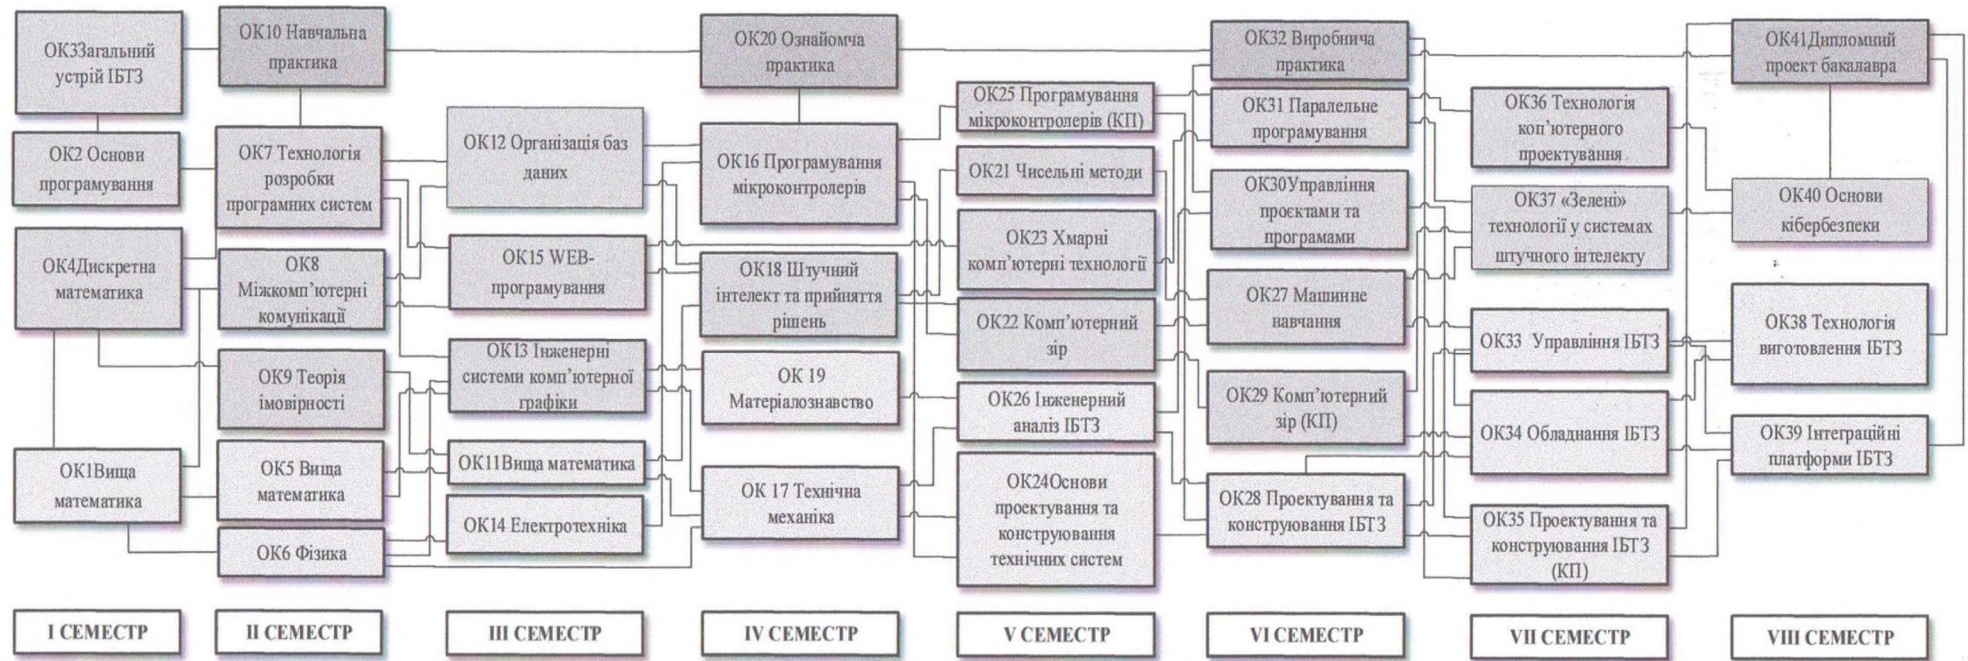 ОК3Загальний
устрій ІБТЗ
ОК2 Основи
програмування
ОК4Дискретна
математика
ОК1Вища
математика
І СЕМЕСТР
ОК10 Навчальна
практика
ОК7 Технологія
розробки
програмних систем
ОК8
Міжкомп'ютерні
комунікації
ОК9 Теорія
імовірності
ОК5 Вища
математика
ОК6 Фізика
ІІ СЕМЕСТР
ОК12 Організація баз
даних
ОК15 WEB-
програмування
ОК13 Інженерні
системи комп'ютерної
графіки
ОК11Вища математика
ОК14 Електротехніка
ІІІ СЕМЕСТР
ОК20 Ознайомча
практика
ОК16 Програмування
мікроконтролерів
ОК18 Штучний
інтелект та прийняття
рішень
ОК 19
Матеріалознавство
ОК 17 Технічна
механіка
IV СЕМЕСТР
ОК25 Програмування
мікроконтролерів (КП)
ОК21 Чисельні методи
ОК23 Хмарні
комп'ютерні технології
ОК22 Комп'ютерний
зір
ОК26 Інженерний
аналіз ІБТЗ
ОК24Основи
проектування та
конструювання
технічних систем
V СЕМЕСТР
ОК32 Виробнича
практика
ОК31 Паралельне
програмування
ОК30Управління
проєктами та
програмами
ОК27 Машинне
навчання
ОК29 Комп'ютерний
зір (КП)
ОК28 Проектування та
конструювання ІБТЗ
VI СЕМЕСТР
ОК36 Технологія
коп'ютерного
проектування
ОК37 «Зелені»
технології у системах
штучного інтелекту
ОК33 Управління ІБТЗ
ОК34 Обладнання ІБТЗ
ОК35 Проектування та
конструювання ІБТЗ
(КП)
VII СЕМЕСТР
ОК41Дипломний
проект бакалавра
ОК40 Основи
кібербезпеки
ОК38 Технологія
виготовлення ІБТЗ
ОК39 Інтеграційні
платформи ІБТЗ
VIII СЕМЕСТР